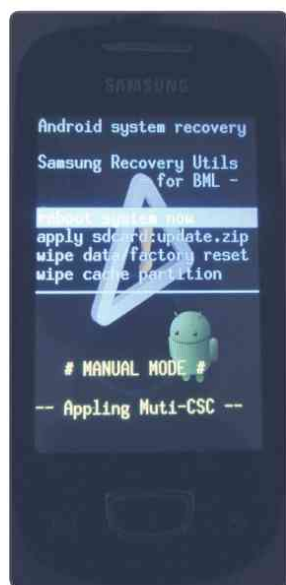 SAMSUNG
Android system recovery
Samsung Recovery Utils
for BML -
reboot system now
apply sdcard:update.zip
wipe data/factory reset
wipe cache partition
# MANUAL MODE #
-- Appling Muti-CSC --